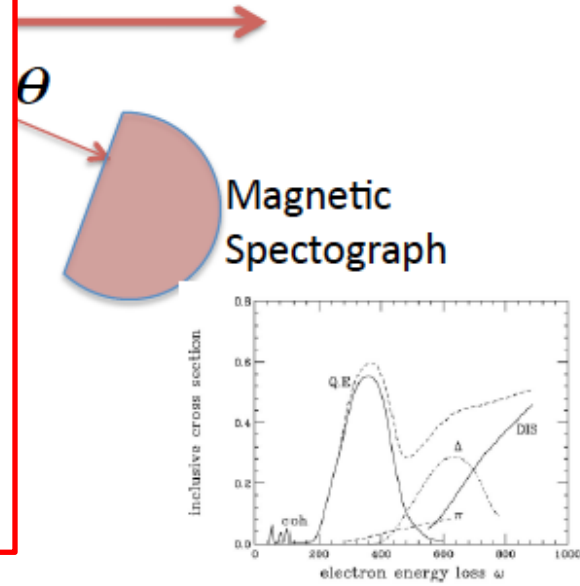 θ
Magnetic
Spectograph
inclusive cross section
0.8
0.6
0.4
0.2
0.0
Q.E
Δ
DIS
π
coh
0
200
400
600
800
1000
electron energy loss ω